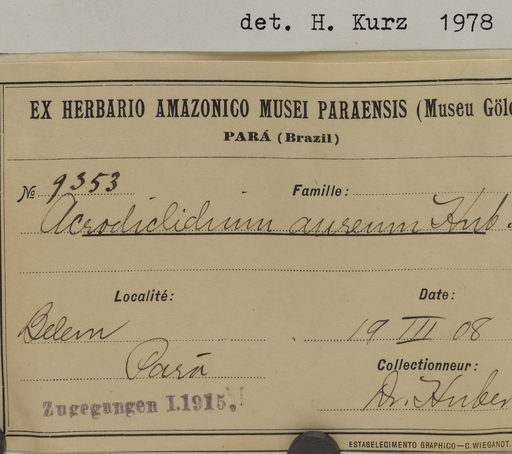 det. H. Kurz 1978
EX HERBARIO AMAZONICO MUSEI PARAENSIS (Museu Göld
PARÁ (Brazil)
No 9353 Famille:
Acrodiclidium aureum Hub.
Localité: Date:
Belem 19 III 08
Pará Collectionneur:
Zugegangen I.1915. Dr. Huber
ESTABELECIMENTO GRAPHICO—C. WIEGANDT.